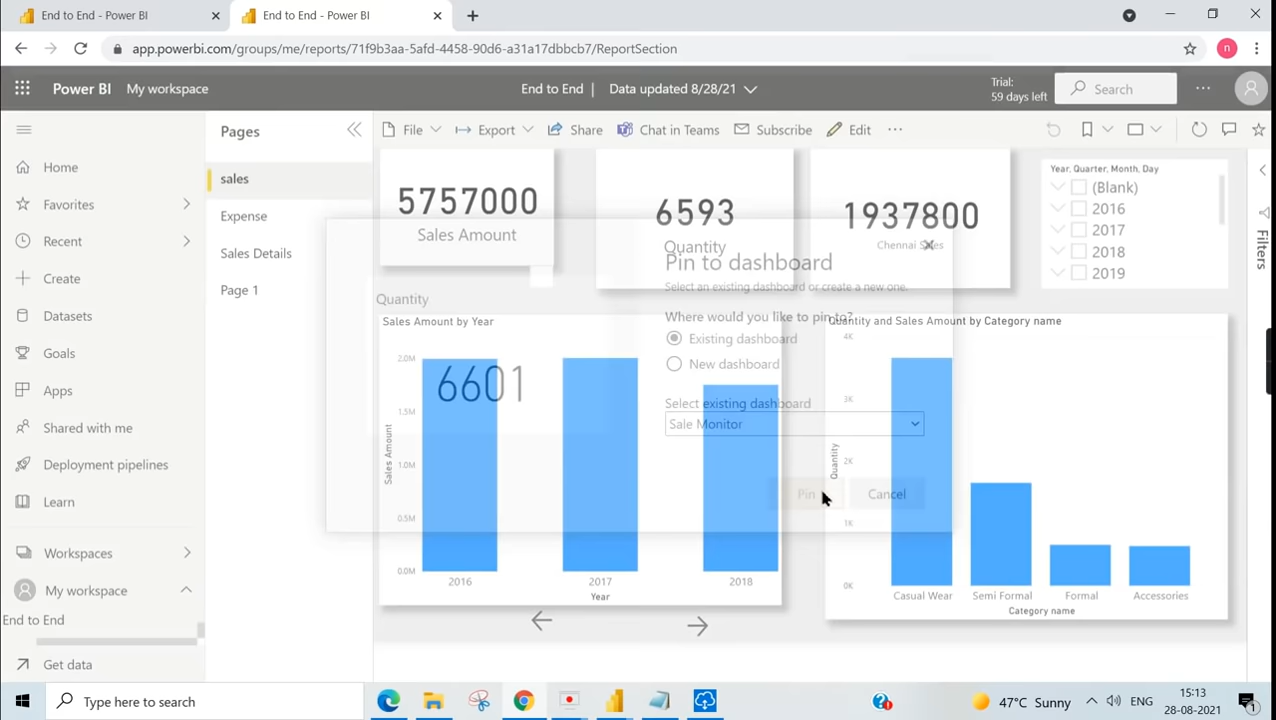 End to End - Power BI
End to End - Power BI
app.powerbi.com/groups/me/reports/71f9b3aa-5afd-4458-90d6-a31a17dbbcb7/ReportSection
n
Power BI My workspace
End to End | Data updated 8/28/21
Trial:
59 days left
Search
Home
Favorites
Recent
Create
Datasets
Goals
Apps
Shared with me
Deployment pipelines
Learn
Workspaces
My workspace
End to End
Get data
Pages
sales
Expense
Sales Details
Page 1
File
Export
Share
Chat in Teams
Subscribe
Edit
5757000
Sales Amount
6593
Quantity
1937800
Chennai Sales
Year, Quarter, Month, Day
(Blank)
2016
2017
2018
2019
Filters
Pin to dashboard
Select an existing dashboard or create a new one.
Where would you like to pin to?
Existing dashboard
New dashboard
Select existing dashboard
Sale Monitor
Pin
Cancel
Quantity
6601
Sales Amount by Year
Sales Amount
2.0M
1.5M
1.0M
0.5M
0.0M
2016
2017
2018
Year
Quantity and Sales Amount by Category name
Quantity
4K
3K
2K
1K
0K
Casual Wear
Semi Formal
Formal
Accessories
Category name
Type here to search
47°C Sunny
ENG
15:13
28-08-2021
1